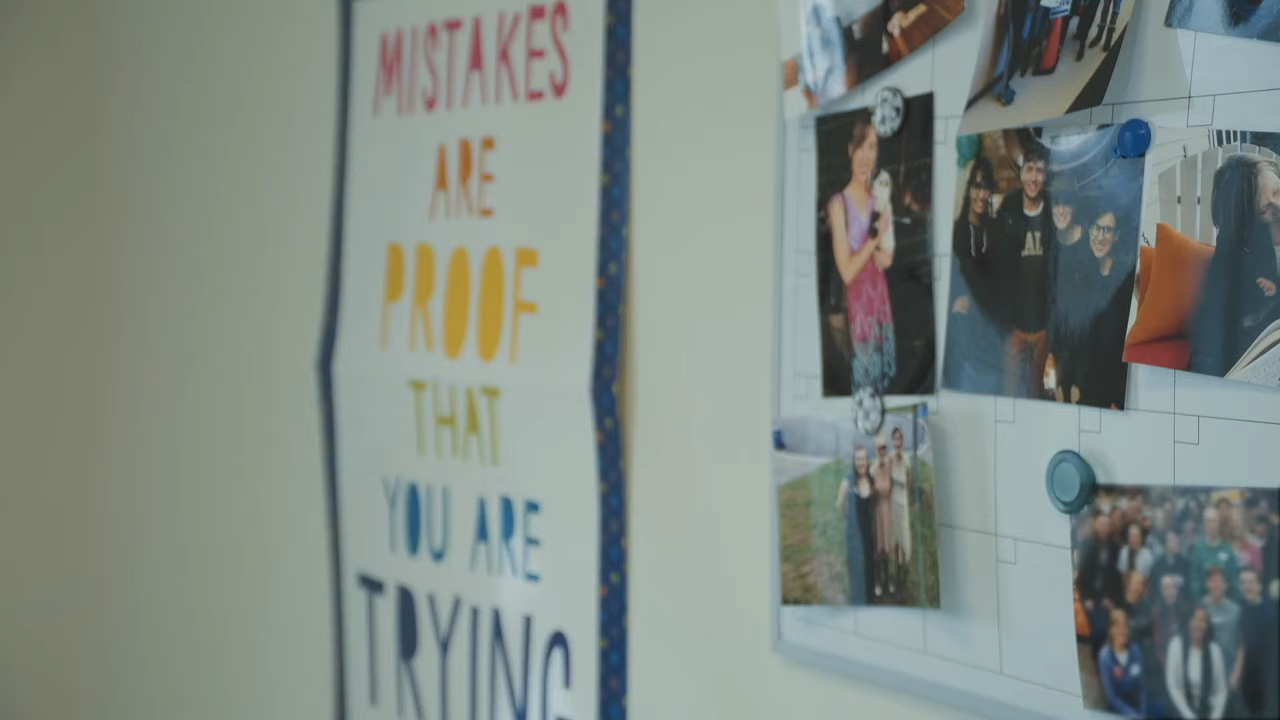 MISTAKES
ARE
PROOF
THAT
YOU ARE
TRYING